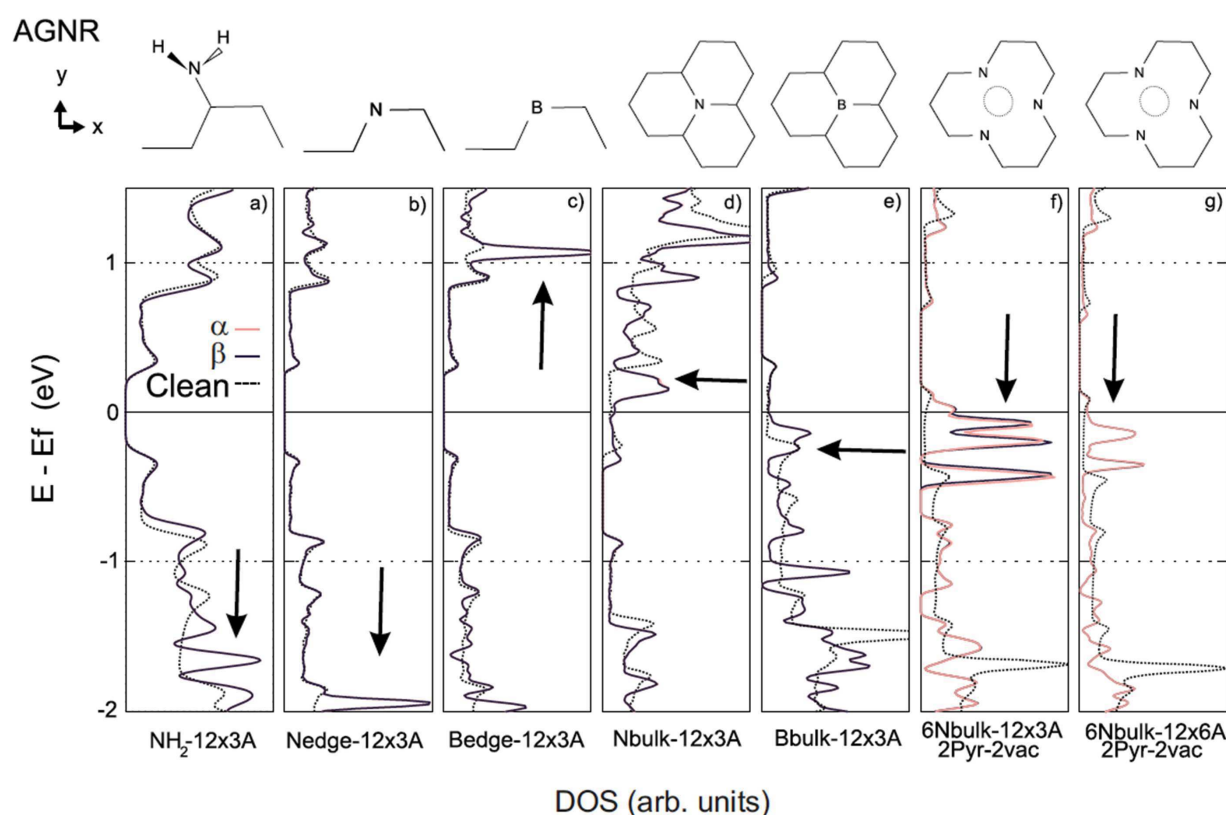 AGNR
y
x
H H
N
N
B
N
B
N
N
N
N
N
N
a)
b)
c)
d)
e)
f)
g)
1
0
-1
-2
E - Ef (eV)
α
β
Clean
NH2-12x3A
Nedge-12x3A
Bedge-12x3A
Nbulk-12x3A
Bbulk-12x3A
6Nbulk-12x3A
2Pyr-2vac
6Nbulk-12x6A
2Pyr-2vac
DOS (arb. units)